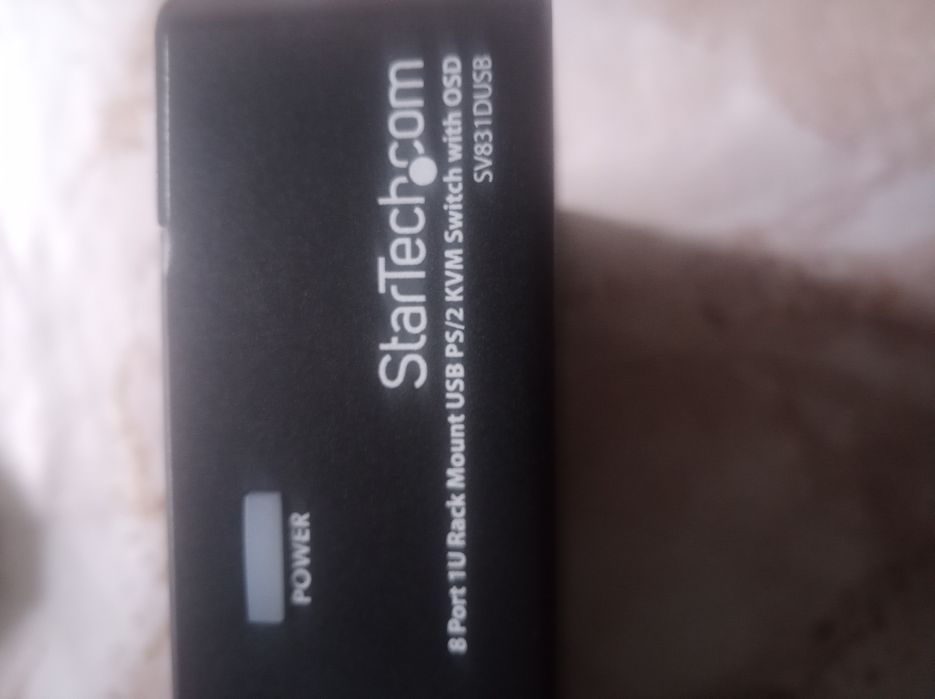 StarTech.com
8 Port 1U Rack Mount USB PS/2 KVM Switch with OSD
SV831DUSB
POWER